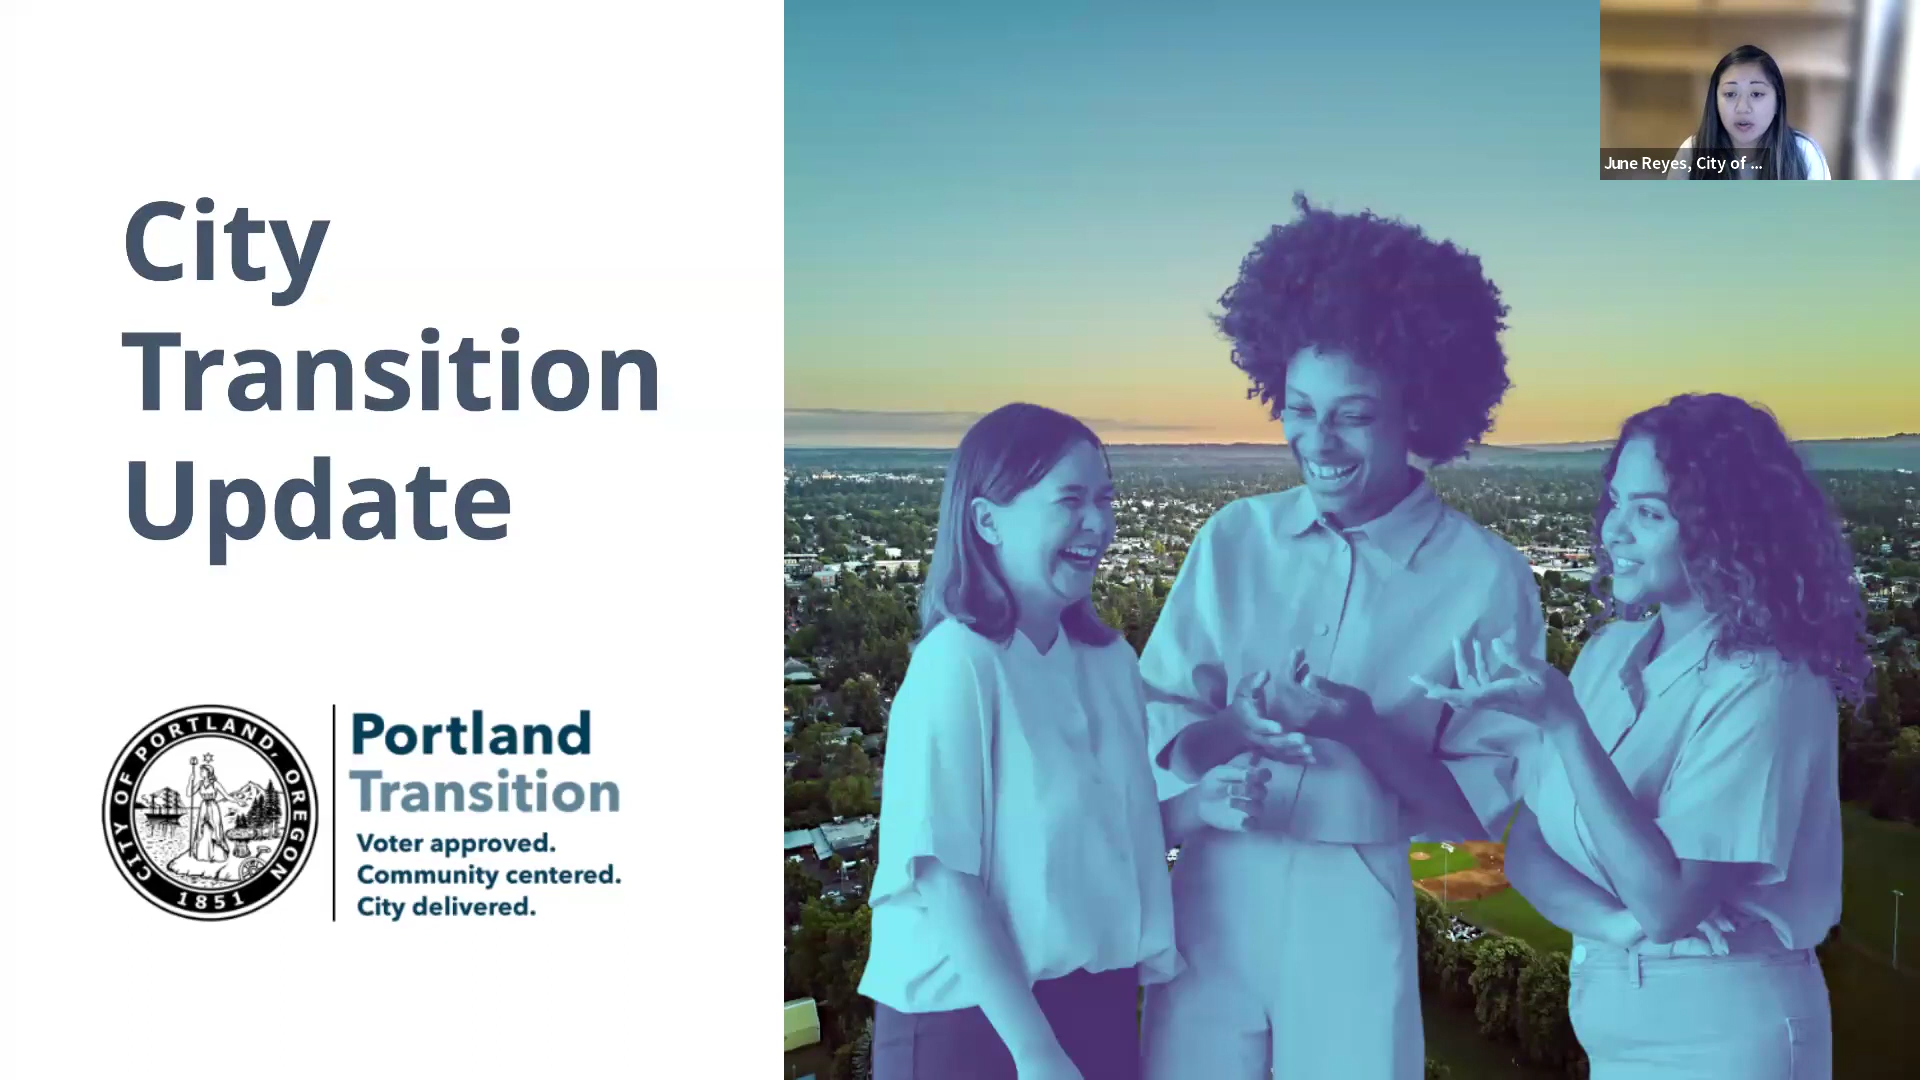 City
Transition
Update
CITY OF PORTLAND, OREGON
1851
Portland
Transition
Voter approved.
Community centered.
City delivered.
June Reyes, City of ...